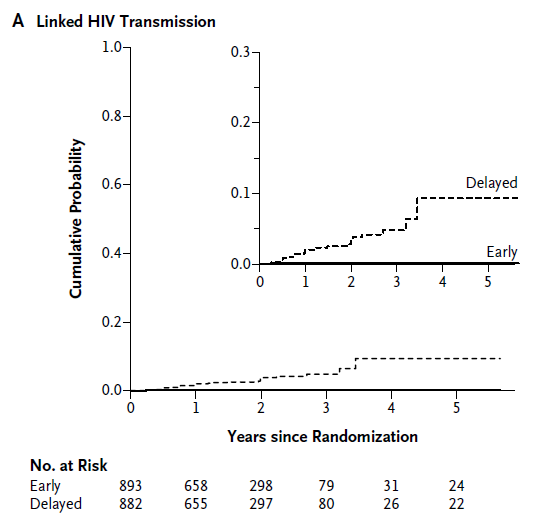 A Linked HIV Transmission
1.0
0.8
0.6
0.4
0.2
0.0
Cumulative Probability
0.3
0.2
0.1
0.0
Delayed
Early
0 1 2 3 4 5
0 1 2 3 4 5
Years since Randomization
No. at Risk
Early 893 658 298 79 31 24
Delayed 882 655 297 80 26 22